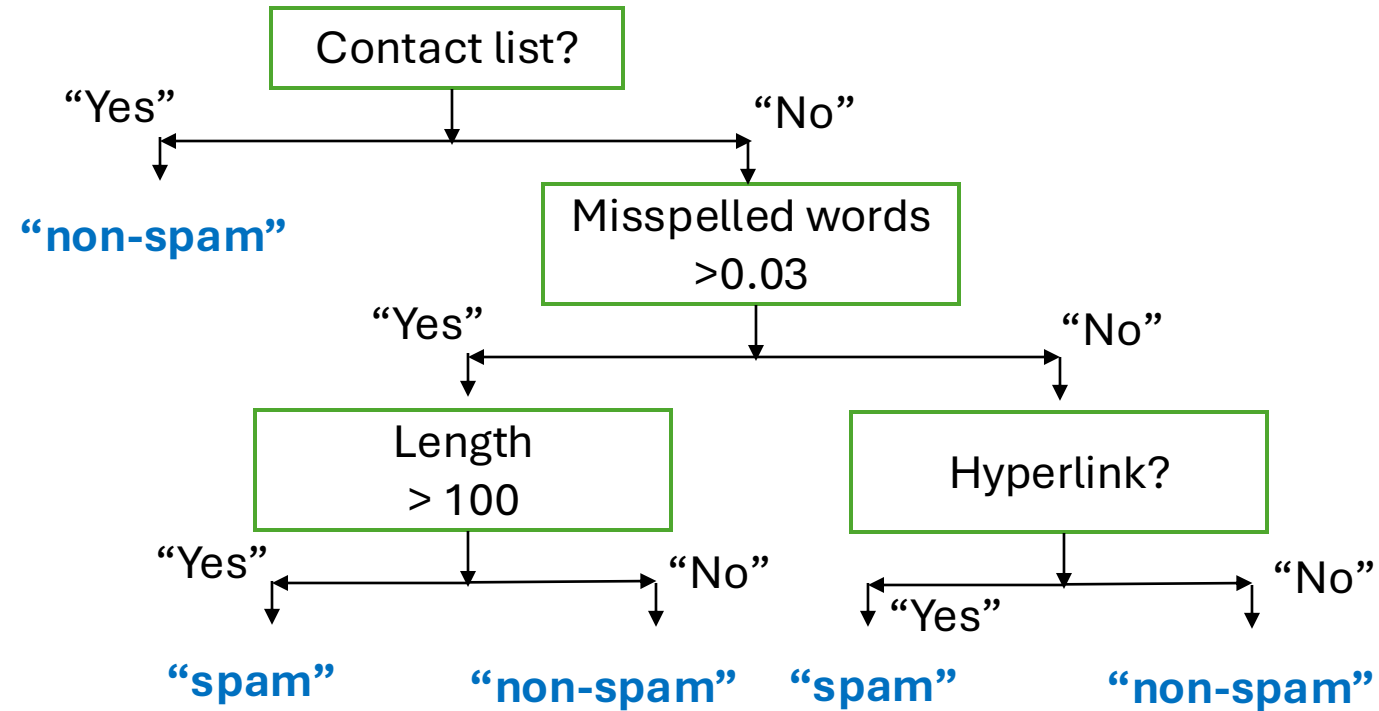 Contact list?
“Yes”
“No”
“non-spam”
Misspelled words
>0.03
“Yes”
“No”
Length
> 100
Hyperlink?
“Yes”
“No”
“Yes”
“No”
“spam”
“non-spam”
“spam”
“non-spam”